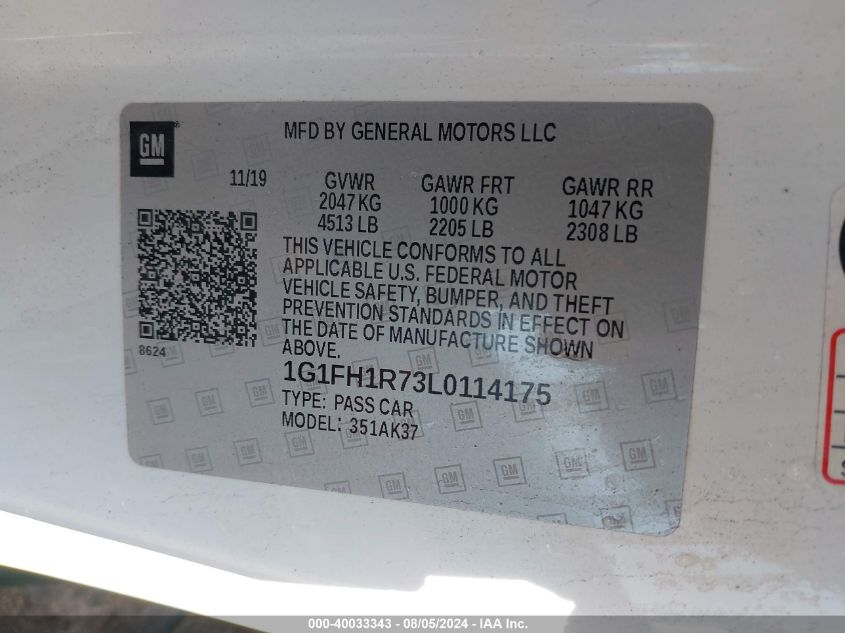 GM
MFD BY GENERAL MOTORS LLC
11/19
GVWR GAWR FRT GAWR RR
2047 KG 1000 KG 1047 KG
4513 LB 2205 LB 2308 LB
THIS VEHICLE CONFORMS TO ALL
APPLICABLE U.S. FEDERAL MOTOR
VEHICLE SAFETY, BUMPER, AND THEFT
PREVENTION STANDARDS IN EFFECT ON
THE DATE OF MANUFACTURE SHOWN
ABOVE.
8624
1G1FH1R73L0114175
TYPE: PASS CAR
MODEL: 351AK37
000-40033343 - 08/05/2024 - IAA Inc.